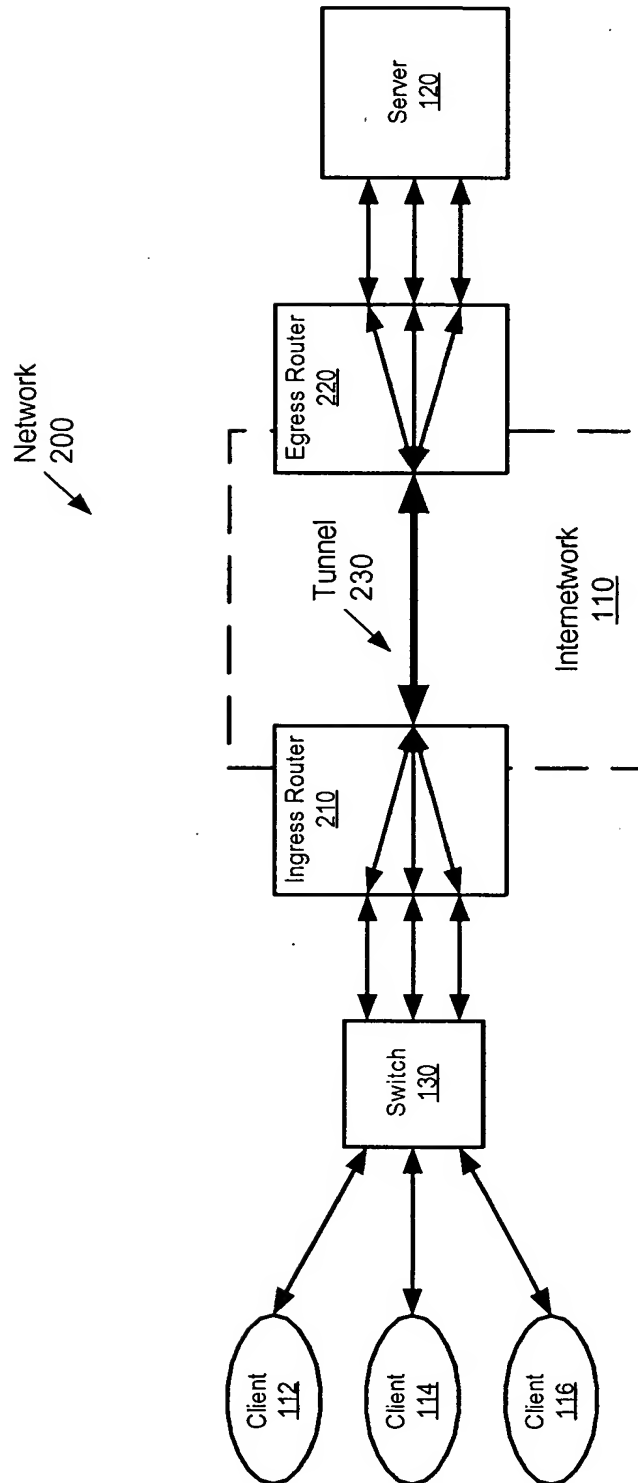 Network
200
Client
112
Client
114
Client
116
Switch
130
Ingress Router
210
Tunnel
230
Internetwork
110
Egress Router
220
Server
120